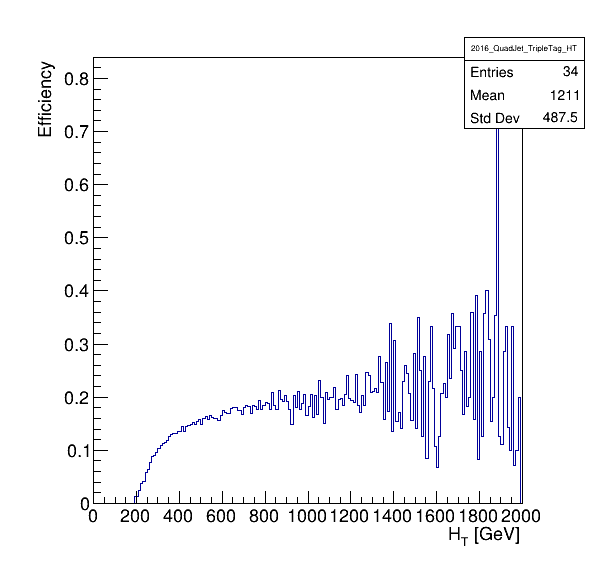 2016_QuadJet_TripleTag_HT
Entries 34
Mean 1211
Std Dev 487.5
Efficiency
0.8
0.7
0.6
0.5
0.4
0.3
0.2
0.1
0
0 200 400 600 800 1000 1200 1400 1600 1800 2000
H_T [GeV]